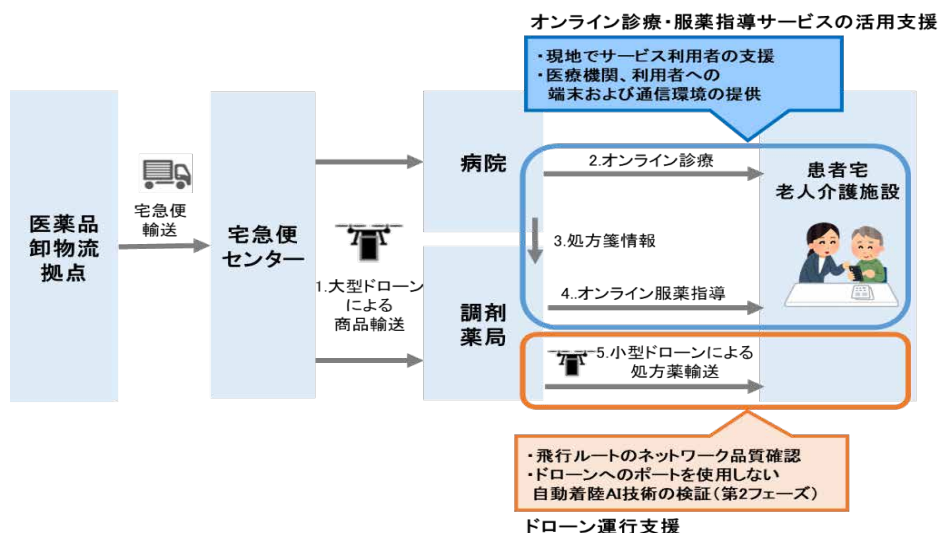 オンライン診療・服薬指導サービスの活用支援
・現地でサービス利用者の支援
・医療機関、利用者への
端末および通信環境の提供
医薬品
卸物流
拠点
宅急便
輸送
宅急便
センター
1.大型ドローン
による
商品輸送
病院
調剤
薬局
2.オンライン診療
3.処方箋情報
4..オンライン服薬指導
5.小型ドローンによる
処方薬輸送
患者宅
老人介護施設
・飛行ルートのネットワーク品質確認
・ドローンへのポートを使用しない
自動着陸AI技術の検証(第2フェーズ)
ドローン運行支援